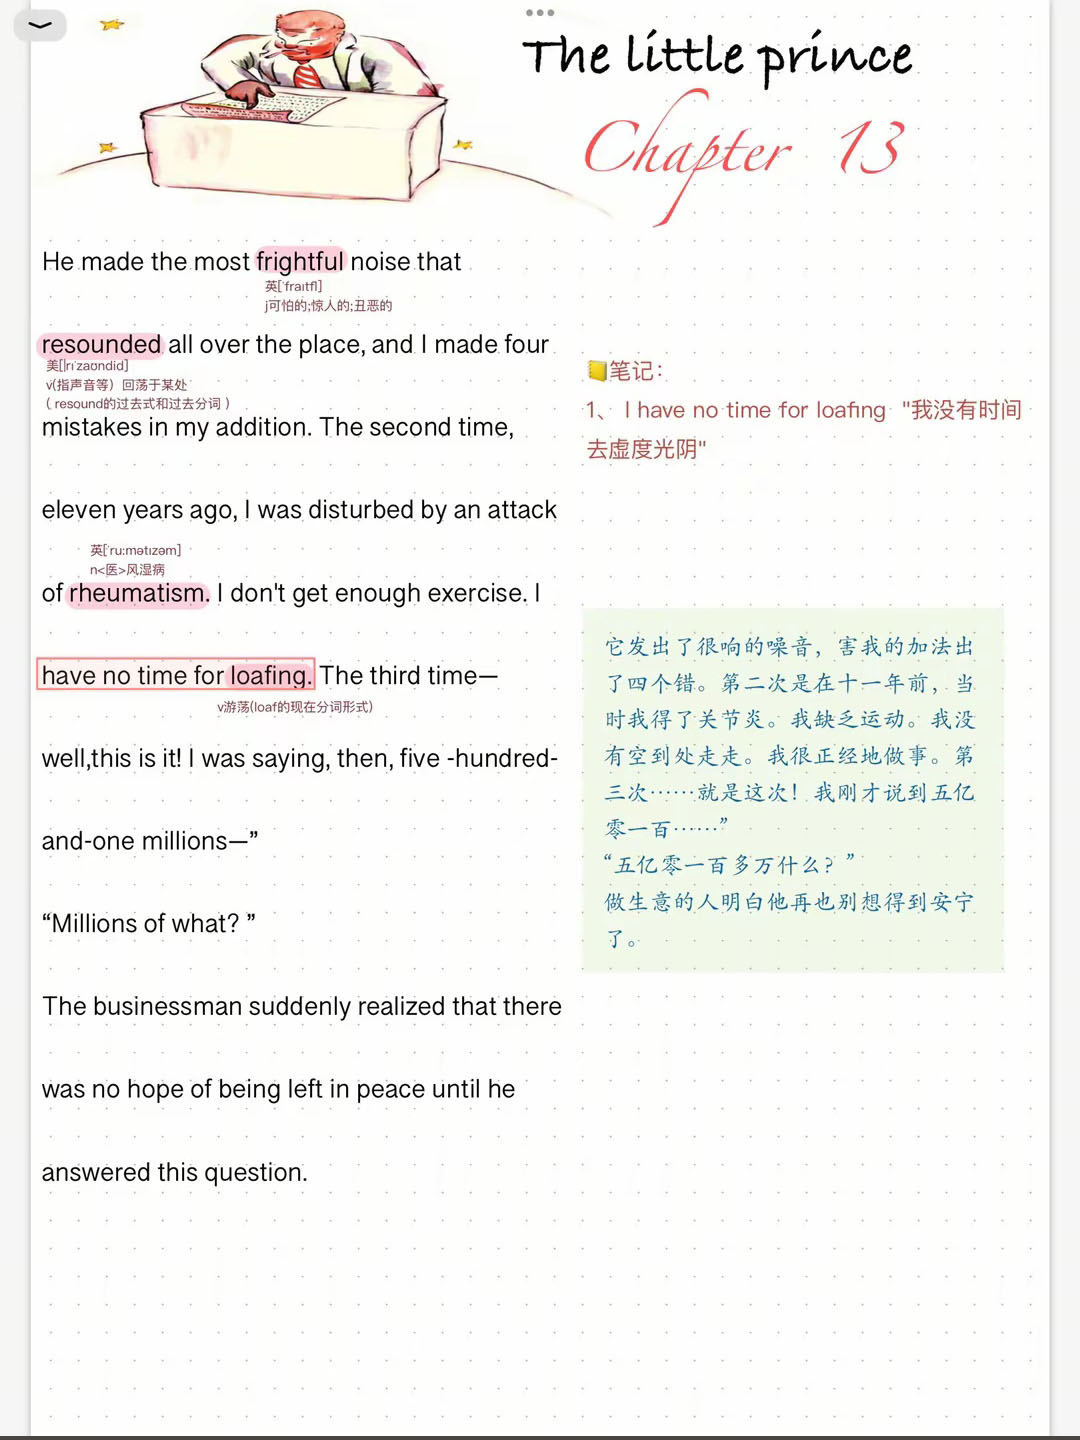 The little prince
Chapter 13
He made the most frightful noise that
英[ˈfraɪtfl]
j可怕的;惊人的;丑恶的
resounded all over the place, and I made four
美[|rɪˈzaʊndɪd]
v(指声音等）回荡于某处
( resound的过去式和过去分词 )
mistakes in my addition. The second time,
eleven years ago, I was disturbed by an attack
英[ˈruːmətɪzəm]
n<医>风湿病
of rheumatism. I don't get enough exercise. I
have no time for loafing. The third time—
v游荡(loaf的现在分词形式)
well,this is it! I was saying, then, five -hundred-
and-one millions—”
“Millions of what? ”
The businessman suddenly realized that there
was no hope of being left in peace until he
answered this question.
📒笔记：
1、 I have no time for loafing "我没有时间
去虚度光阴"
它发出了很响的噪音，害我的加法出
了四个错。第二次是在十一年前，当
时我得了关节炎。我缺乏运动。我没
有空到处走走。我很正经地做事。第
三次……就是这次！我刚才说到五亿
零一百……”
“五亿零一百多万什么？”
做生意的人明白他再也别想得到安宁
了。